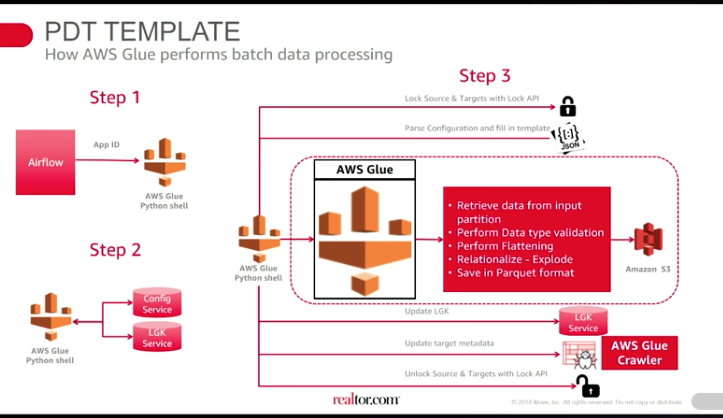 PDT TEMPLATE
How AWS Glue performs batch data processing
Step 1
Airflow
App ID
AWS Glue
Python shell
Step 2
AWS Glue
Python shell
Config
Service
LGK
Service
Step 3
Lock Source & Targets with Lock API
Parse Configuration and fill in template
{[:]}
JSON
AWS Glue
Python shell
AWS Glue
• Retrieve data from input
partition
• Perform Data type validation
• Perform Flattening
• Relationalize - Explode
• Save in Parquet format
Amazon S3
Update LGK
LGK
Service
Update target metadata
AWS Glue
Crawler
Unlock Source & Targets with Lock API
realtor.com
© 2018 Move, Inc. All rights reserved. Do not copy or distribute